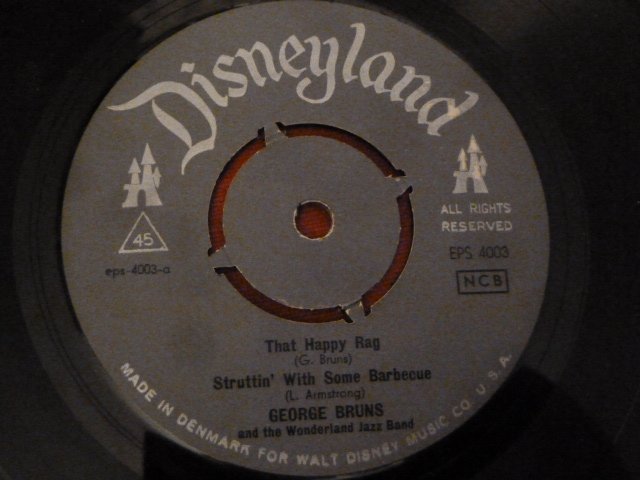 Disneyland
45
eps-4003-a
ALL RIGHTS
RESERVED
EPS 4003
NCB
That Happy Rag
(G. Bruns)
Struttin' With Some Barbecue
(L. Armstrong)
GEORGE BRUNS
and the Wonderland Jazz Band
MADE IN DENMARK FOR WALT DISNEY MUSIC CO U.S.A.